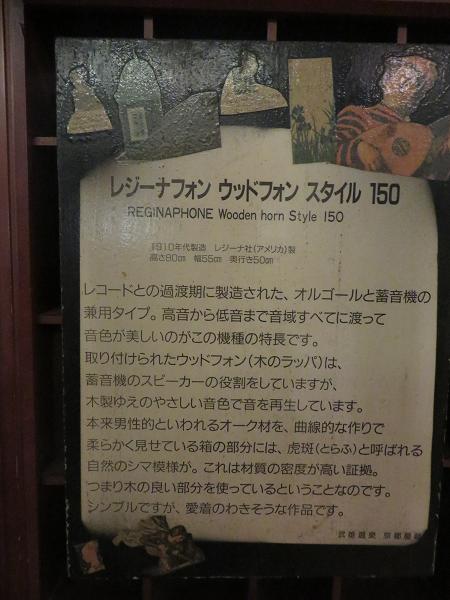 レジーナフォン ウッドフォン スタイル 150
REGINAPHONE Wooden horn Style 150
1910年代製造 レジーナ社(アメリカ)製
高さ80㎝ 幅55㎝ 奥行き50㎝
レコードとの過渡期に製造された、オルゴールと蓄音機の
兼用タイプ。高音から低音まで音域すべてに渡って
音色が美しいのがこの機種の特長です。
取り付けられたウッドフォン(木のラッパ)は、
蓄音機のスピーカーの役割をしていますが、
木製ゆえのやさしい音色で音を再生しています。
本来男性的といわれるオーク材を、曲線的な作りで
柔らかく見せている箱の部分には、虎斑(とらふ)と呼ばれる
自然のシマ模様が。これは材質の密度が高い証拠。
つまり木の良い部分を使っているということなのです。
シンプルですが、愛着のわきそうな作品です。